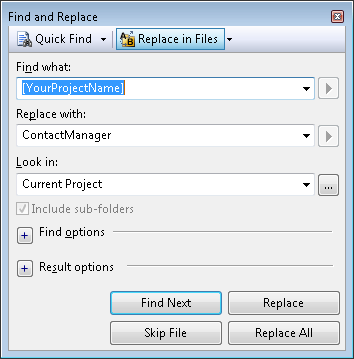 Find and Replace
Quick Find Replace in Files
Find what:
[YourProjectName]
Replace with:
ContactManager
Look in:
Current Project
...
Include sub-folders
Find options
Result options
Find Next Replace
Skip File Replace All